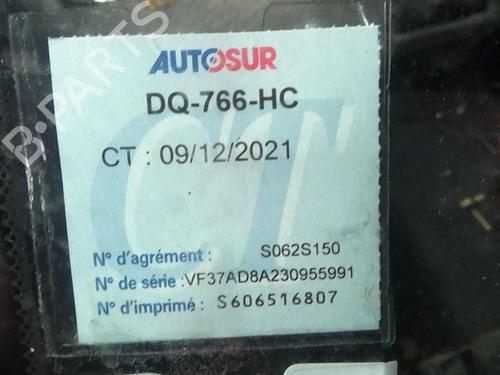 AUTOSUR
DQ-766-HC
CT : 09/12/2021
N° d'agrément : S062S150
N° de série : VF37AD8A230955991
N° d'imprimé : S606516807
B-PARTS